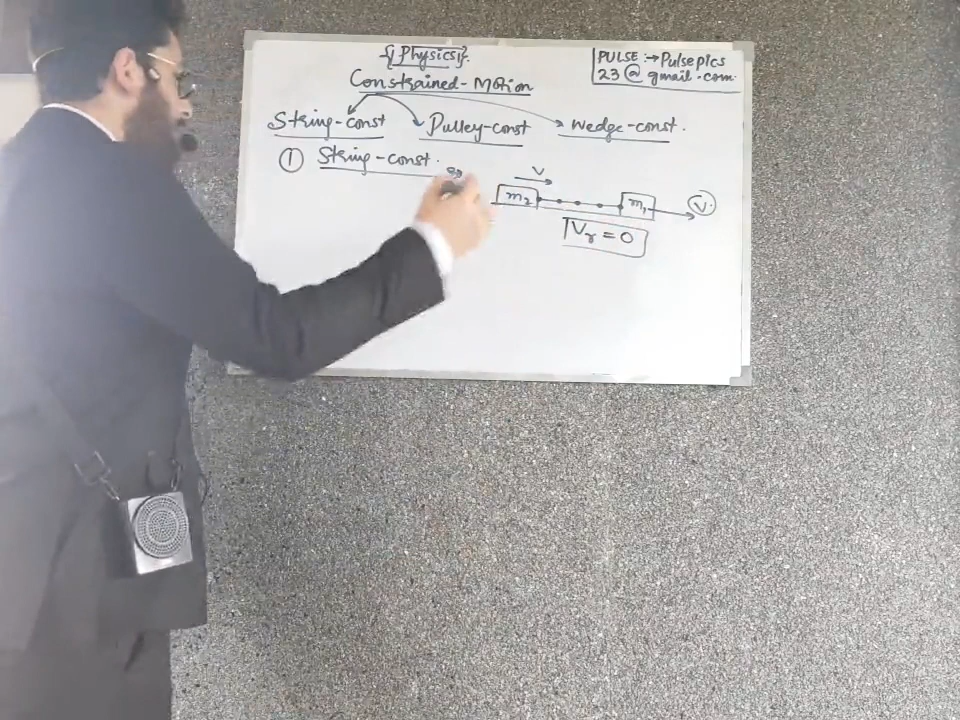 {Physics}.
Constrained-Motion
PULSE:→Pulsepics
23@gmail.com.
String-const
Pulley-const
Wedge-const.
① String-const.
V
m2
m1
V.
Vr = 0